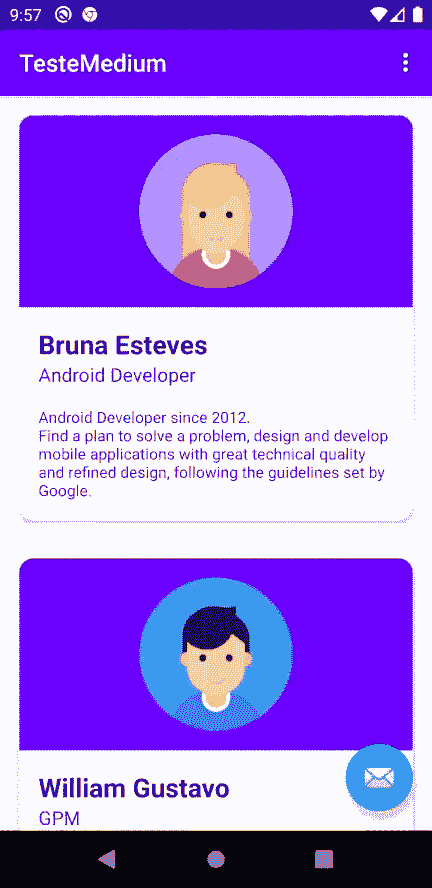 9:57
TesteMedium
Bruna Esteves
Android Developer
Android Developer since 2012.
Find a plan to solve a problem, design and develop
mobile applications with great technical quality
and refined design, following the guidelines set by
Google.
William Gustavo
GPM